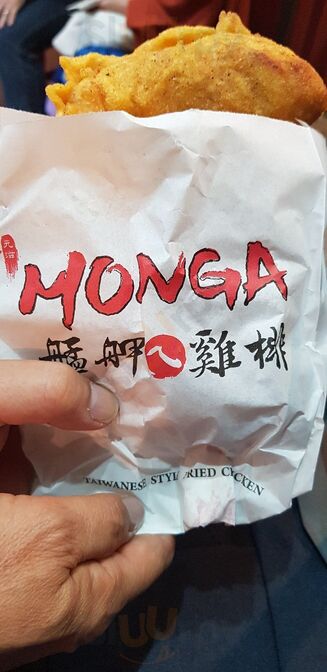 MONGA
艋舺雞排
TAIWANESE STYLE FRIED CHICKEN